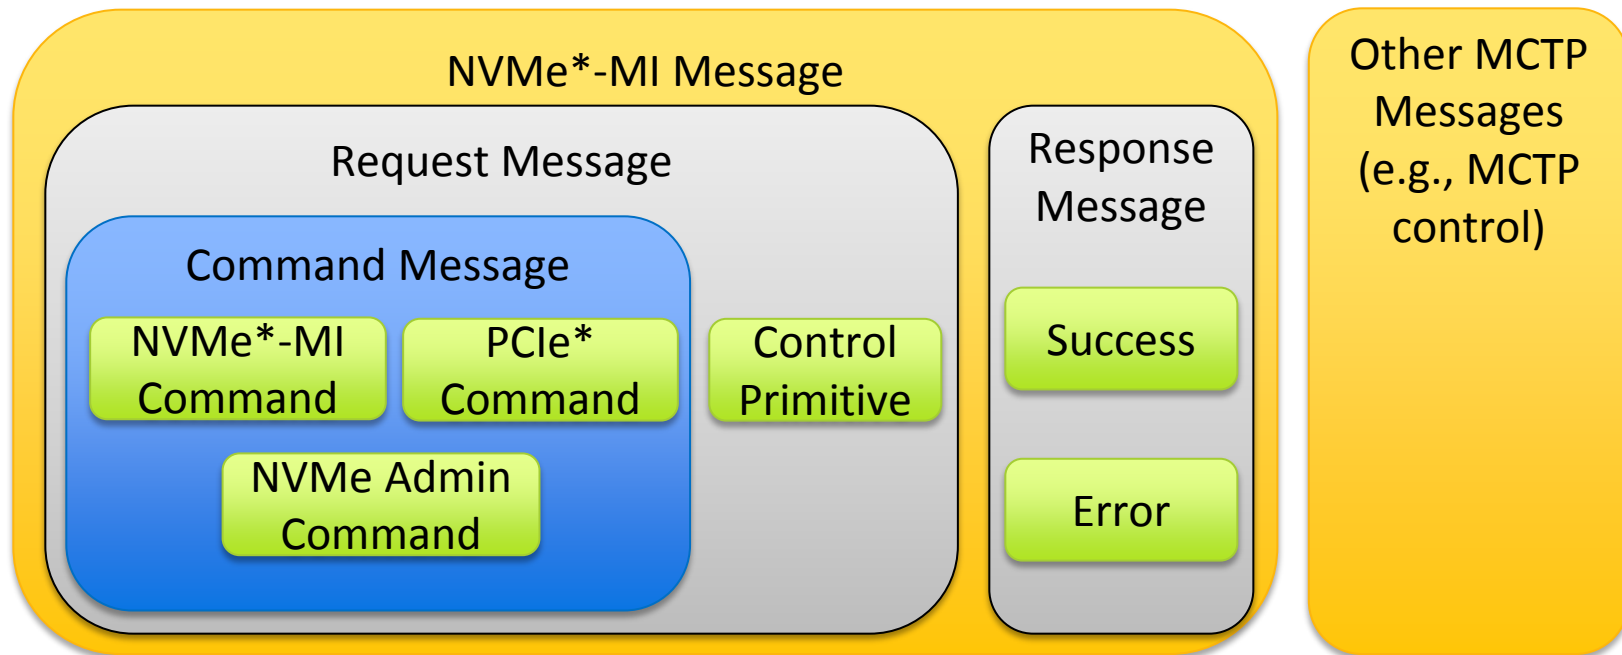 NVMe*-MI Message
Request Message
Command Message
NVMe*-MI
Command
PCIe*
Command
NVMe Admin
Command
Control
Primitive
Response
Message
Success
Error
Other MCTP
Messages
(e.g., MCTP
control)